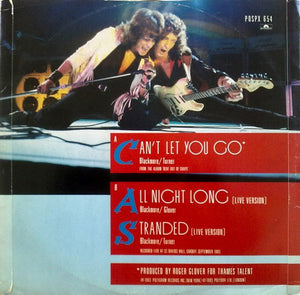 POSPX 654
polydor
A
CAN'T LET YOU GO*
Blackmore/Turner
FROM THE ALBUM BENT OUT OF SHAPE
B
ALL NIGHT LONG (LIVE VERSION)
Blackmore/Glover
STRANDED (LIVE VERSION)
Blackmore/Turner
RECORDED LIVE AT ST DAVIDS HALL CARDIFF, SEPTEMBER 1983
*PRODUCED BY ROGER GLOVER FOR THAMES TALENT